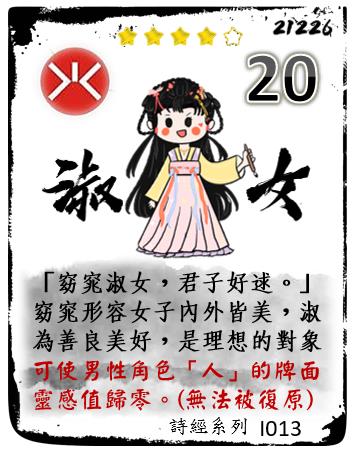 21226
20
淑女
「窈窕淑女，君子好逑。」
窈窕形容女子內外皆美，淑
為善良美好，是理想的對象
可使男性角色「人」的牌面
靈感值歸零。(無法被復原)
詩經系列 I013